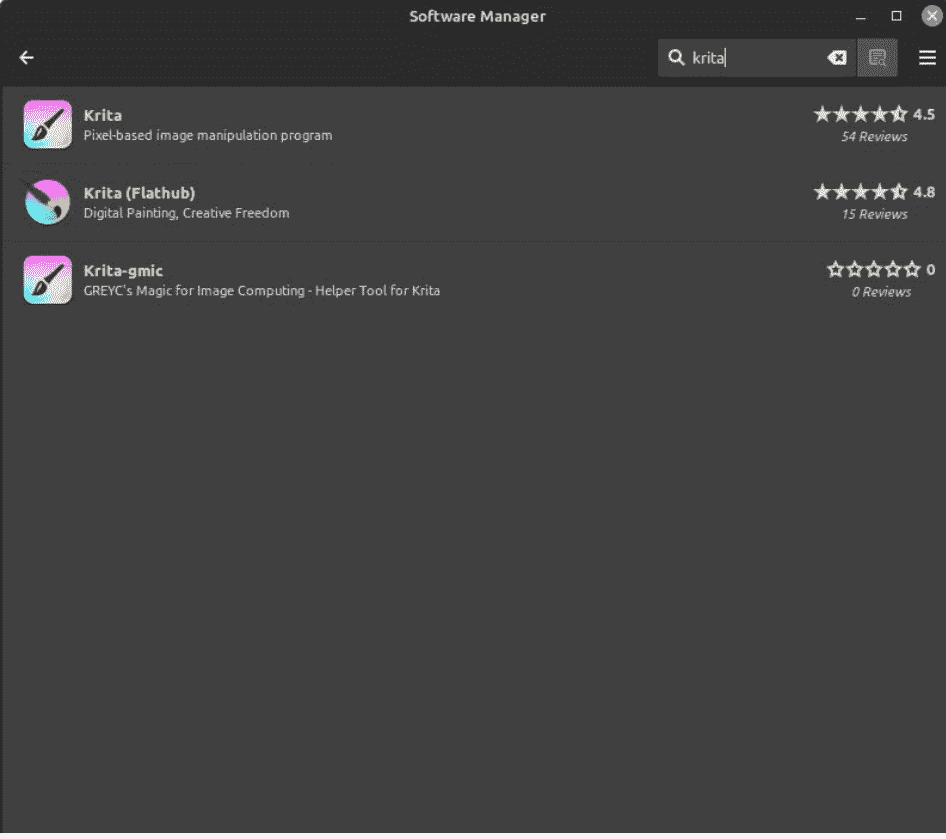 Software Manager
krita
Krita
4.5
Pixel-based image manipulation program
54 Reviews
Krita (Flathub)
4.8
Digital Painting, Creative Freedom
15 Reviews
Krita-gmic
0
GREYC's Magic for Image Computing - Helper Tool for Krita
0 Reviews